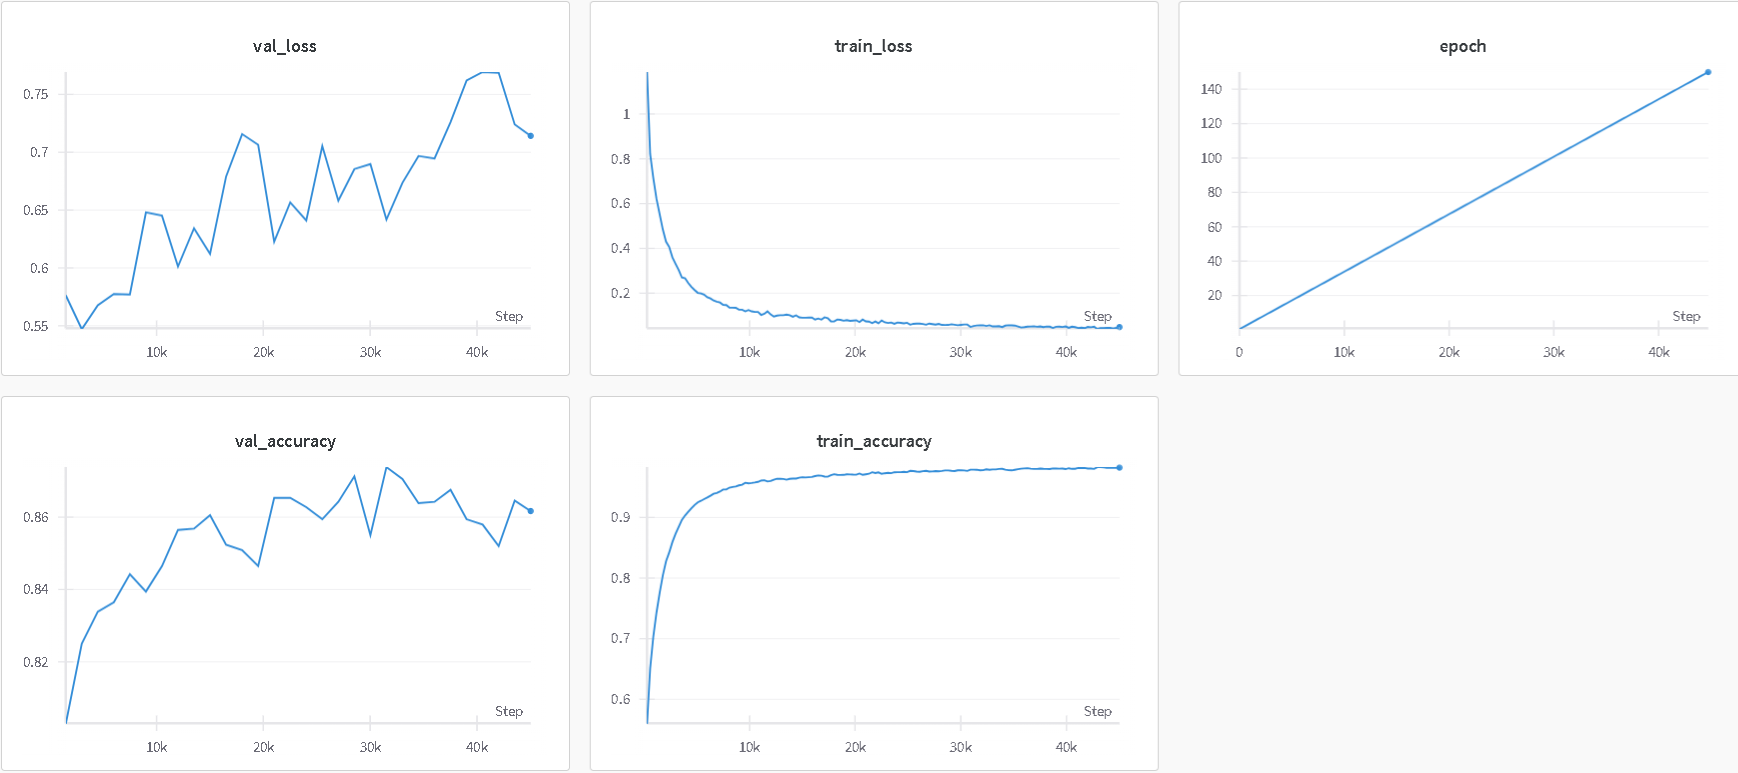 val_loss
0.75
0.7
0.65
0.6
0.55
Step
10k 20k 30k 40k
train_loss
1
0.8
0.6
0.4
0.2
Step
10k 20k 30k 40k
epoch
140
120
100
80
60
40
20
Step
0 10k 20k 30k 40k
val_accuracy
0.86
0.84
0.82
Step
10k 20k 30k 40k
train_accuracy
0.9
0.8
0.7
0.6
Step
10k 20k 30k 40k